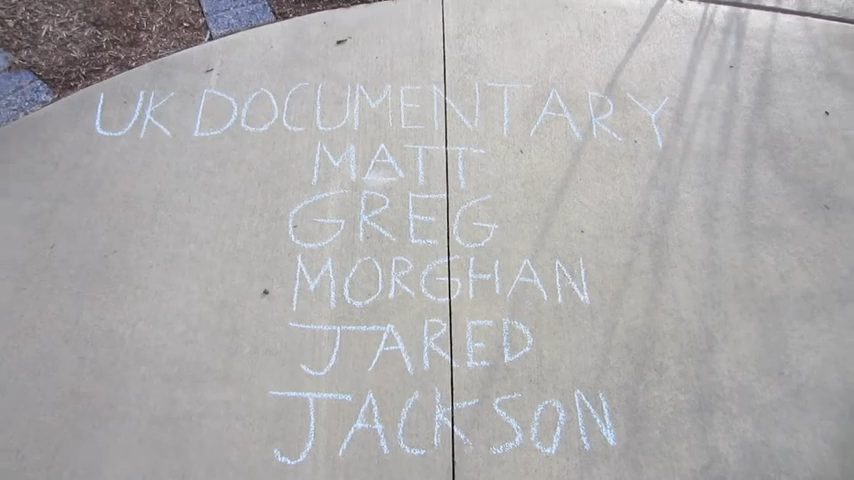 UK DOCUMENTARY
MATT
GREG
MORGHAN
JARED
JACKSON